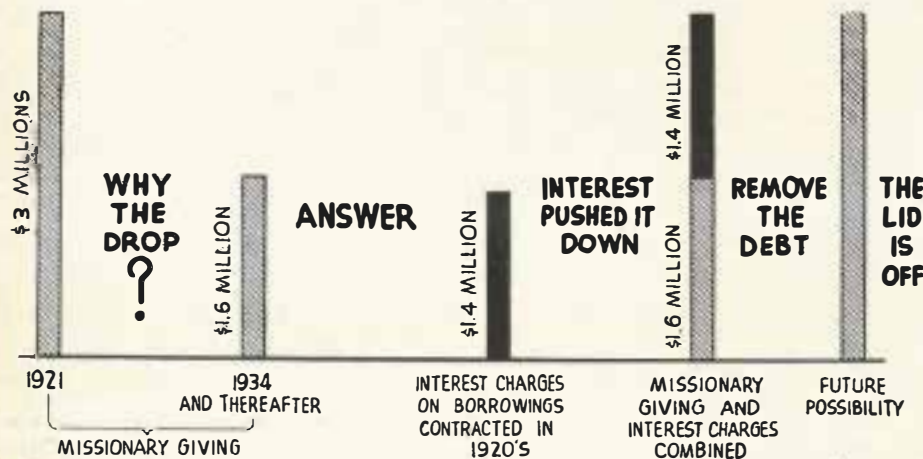 $3 MILLIONS
WHY
THE
DROP
?
$1.6 MILLION
ANSWER
$1.4 MILLION
INTEREST
PUSHED IT
DOWN
$1.4 MILLION
$1.6 MILLION
REMOVE
THE
DEBT
THE
LID
IS
OFF
1921
1934
AND THEREAFTER
MISSIONARY GIVING
INTEREST CHARGES
ON BORROWINGS
CONTRACTED IN
1920'S
MISSIONARY
GIVING AND
INTEREST CHARGES
COMBINED
FUTURE
POSSIBILITY